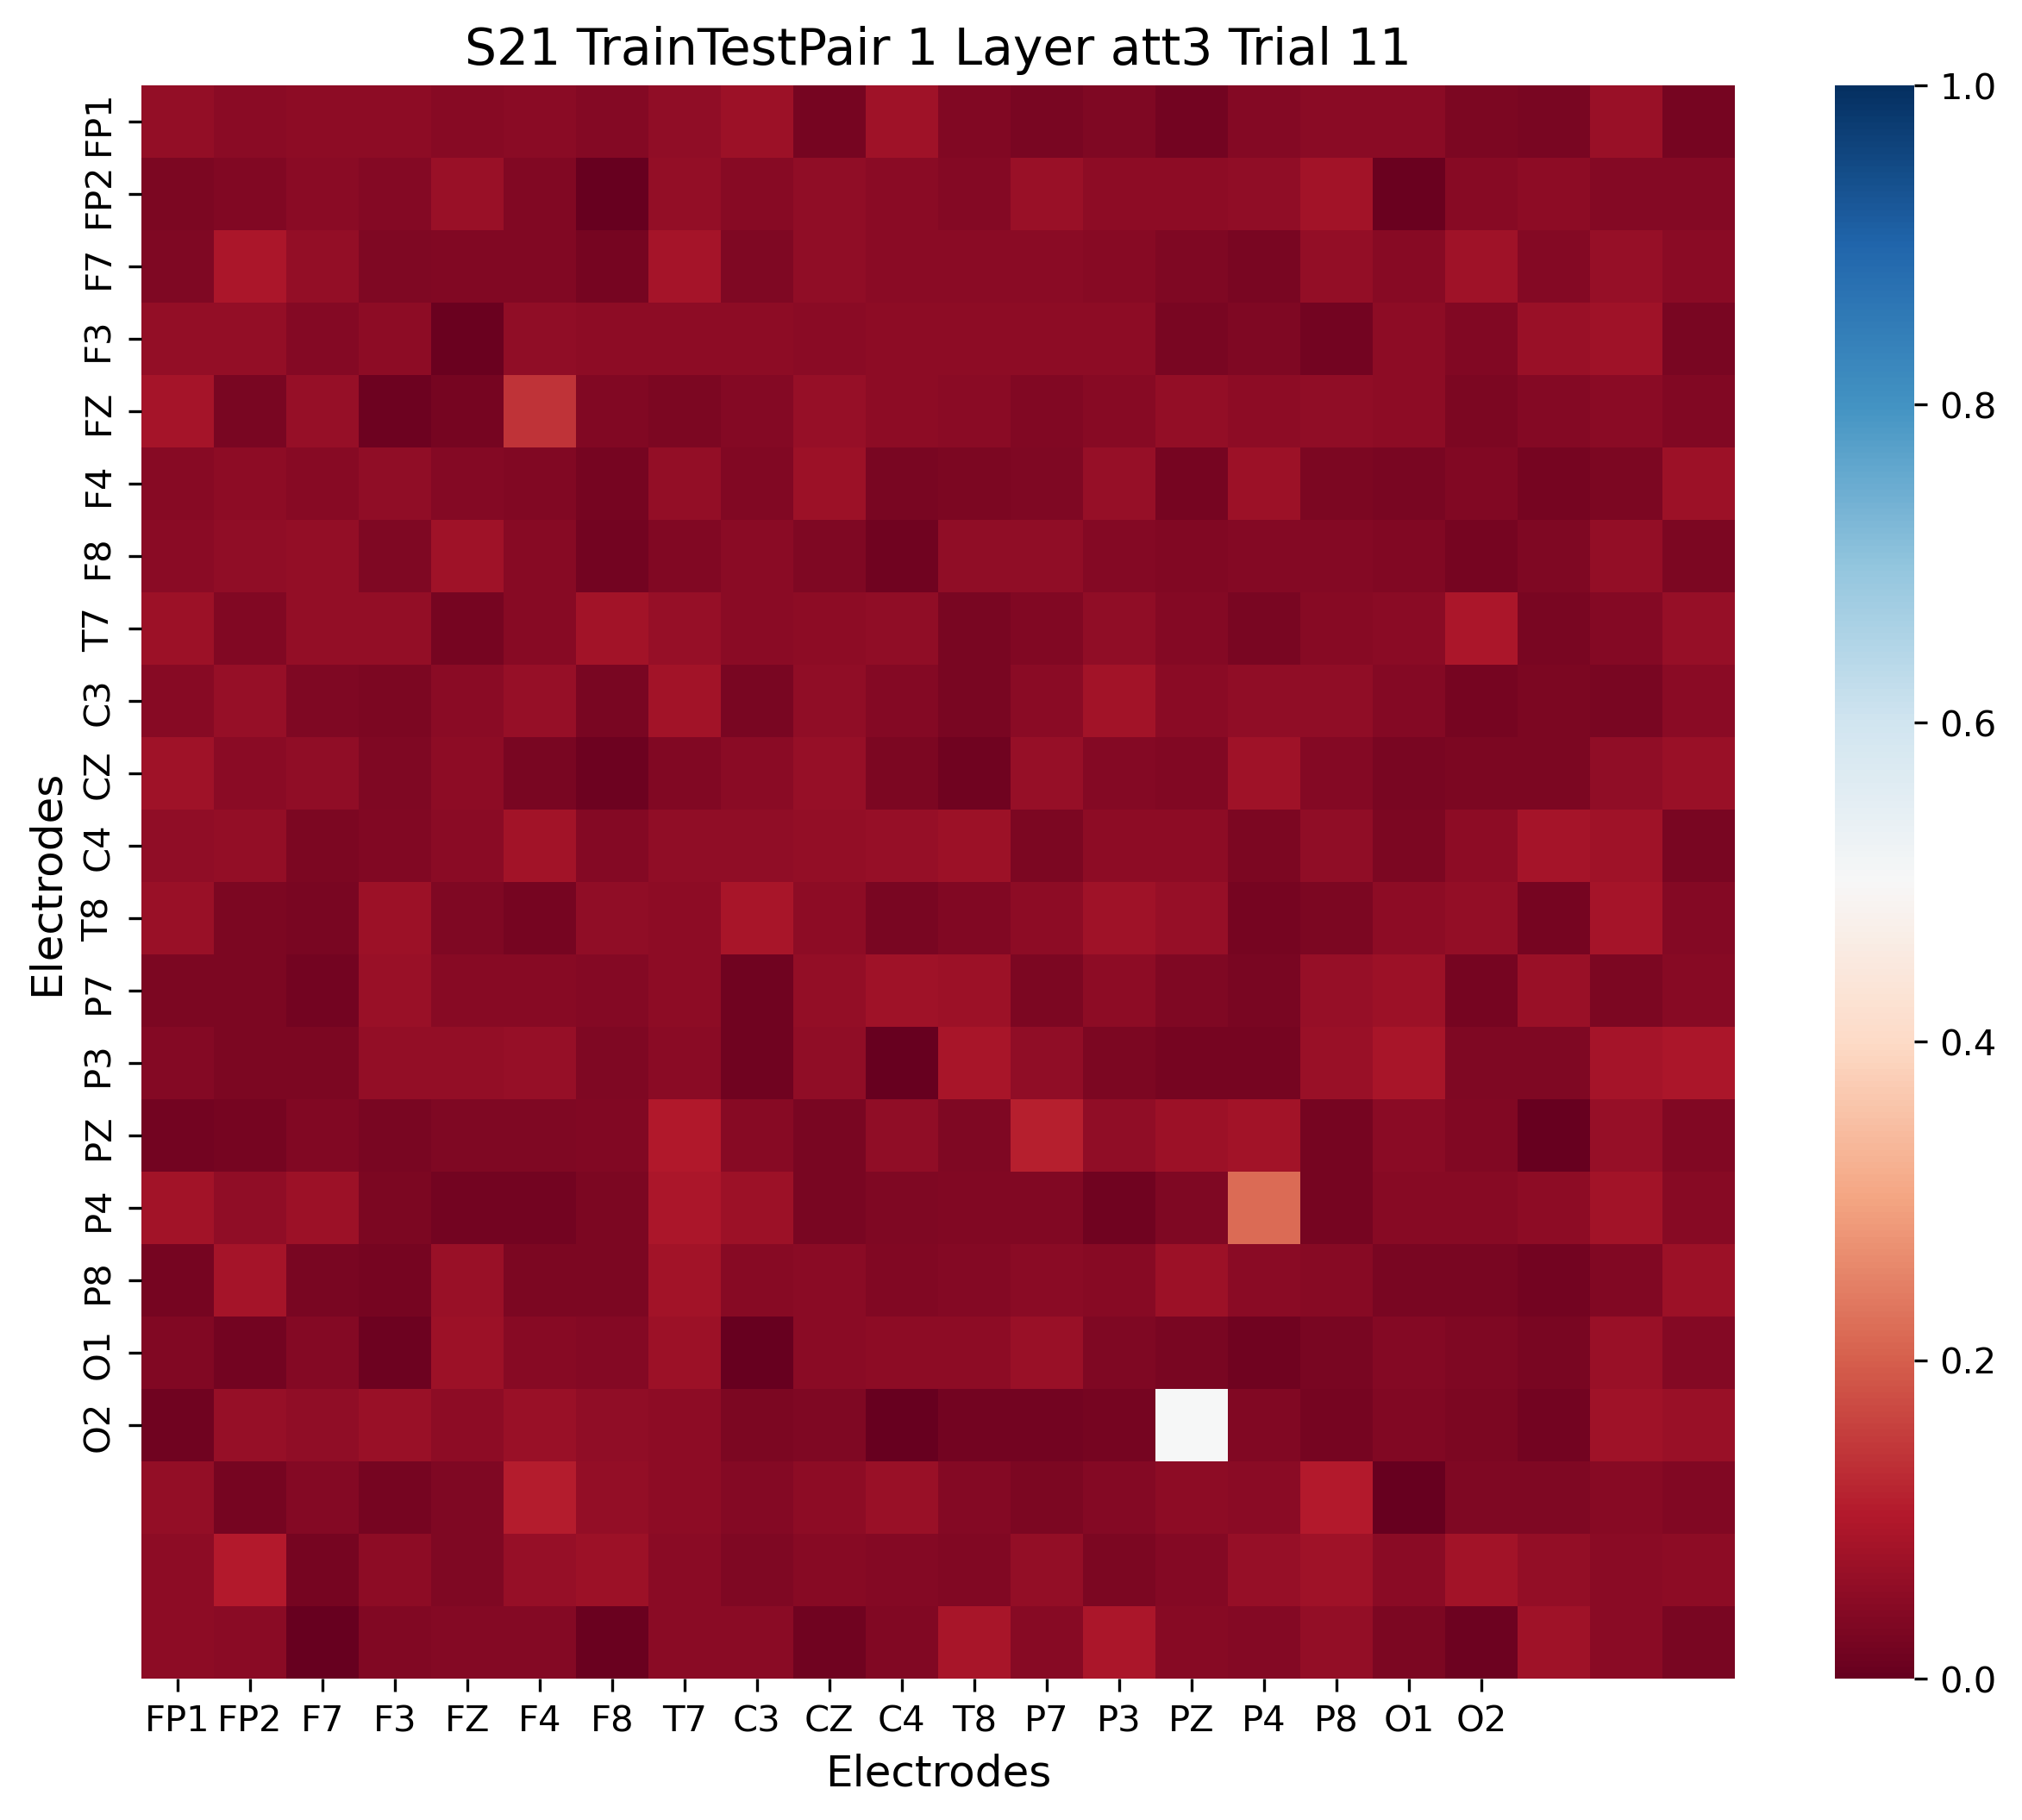 S21 TrainTestPair 1 Layer att3 Trial 11
Electrodes
FP1
FP2
F7
F3
FZ
F4
F8
T7
C3
CZ
C4
T8
P7
P3
PZ
P4
P8
O1
O2
FP1 FP2 F7 F3 FZ F4 F8 T7 C3 CZ C4 T8 P7 P3 PZ P4 P8 O1 O2
Electrodes
1.0
0.8
0.6
0.4
0.2
0.0